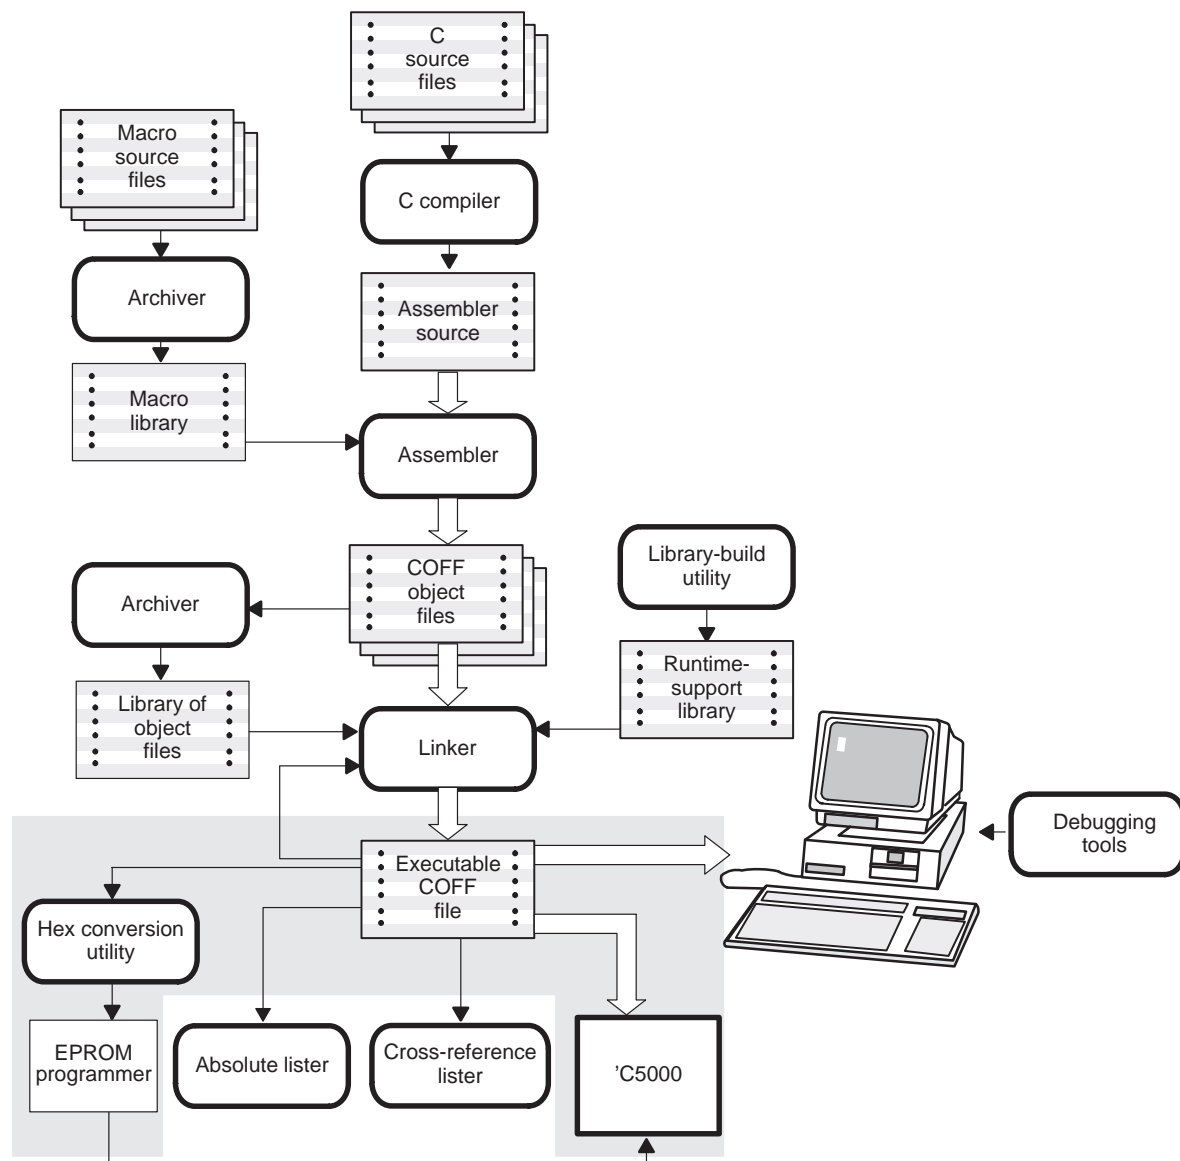 C
source
files
Macro
source
files
C compiler
Archiver
Assembler
source
Macro
library
Assembler
COFF
object
files
Library-build
utility
Archiver
Runtime-
support
library
Library of
object
files
Linker
Debugging
tools
Executable
COFF
file
Hex conversion
utility
EPROM
programmer
Absolute lister
Cross-reference
lister
’C5000